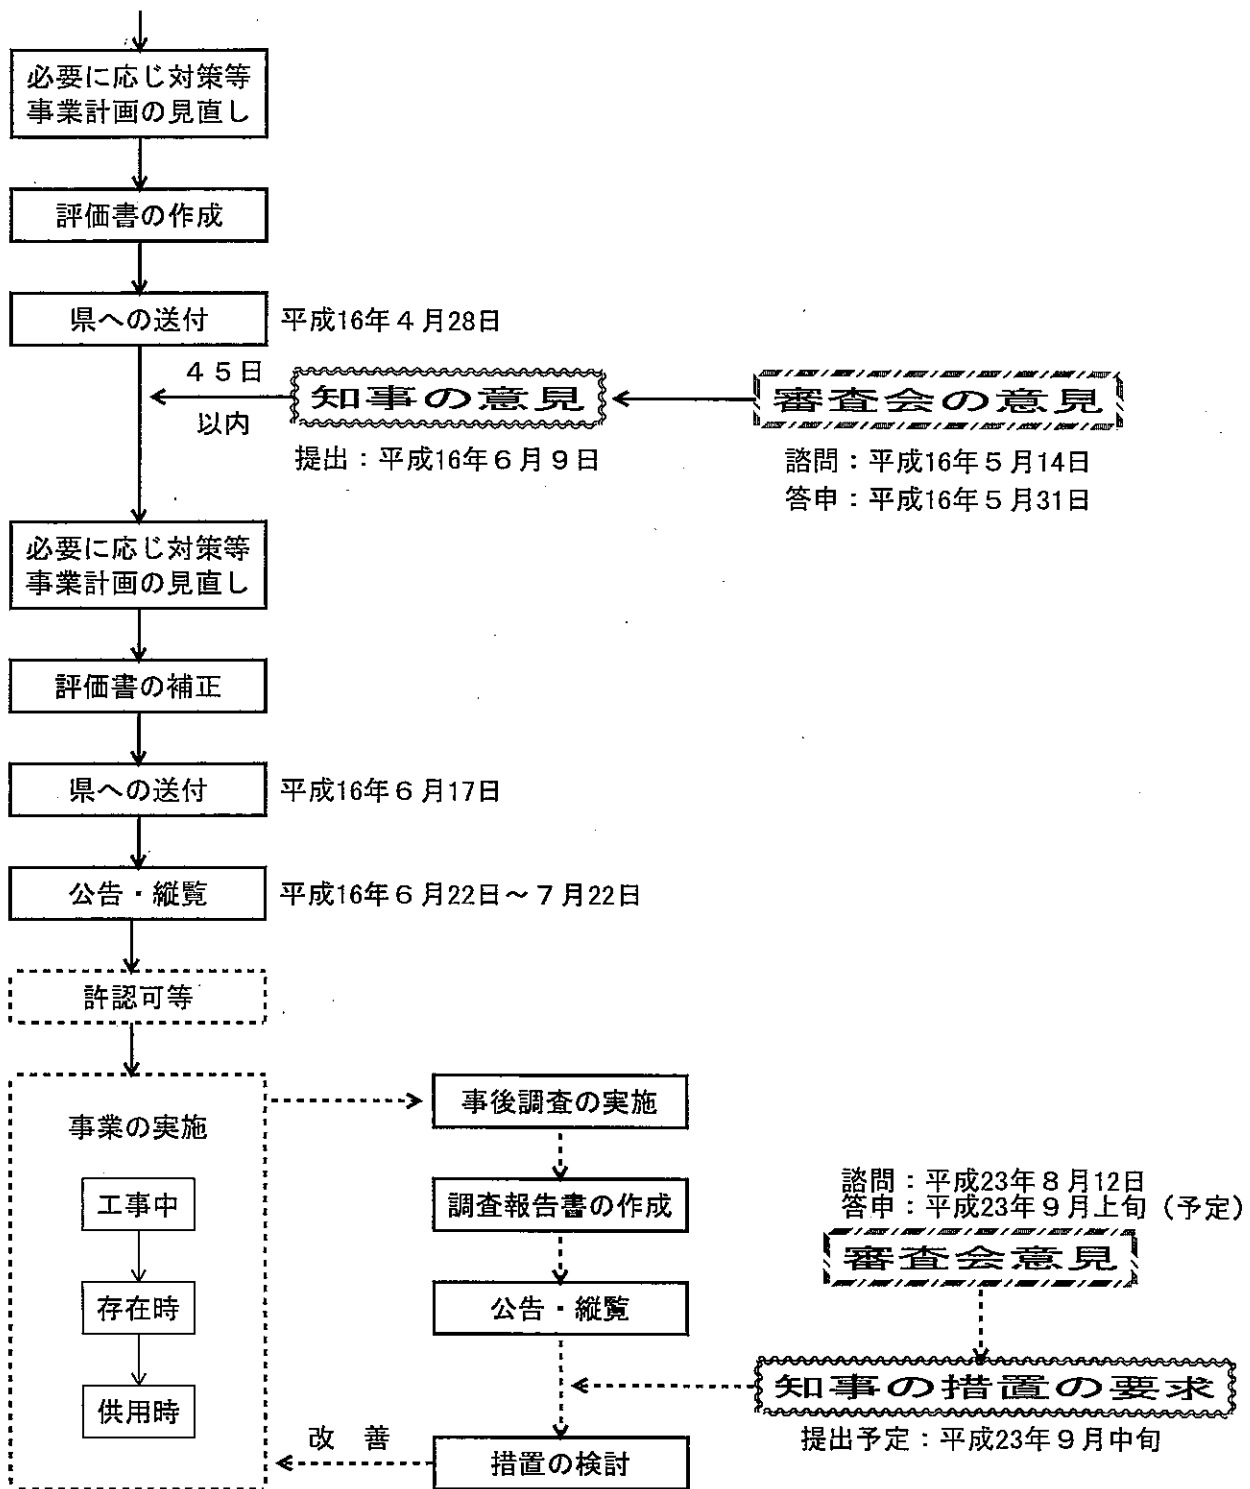 必要に応じ対策等
事業計画の見直し
評価書の作成
県への送付
平成16年4月28日
45日
以内
知事の意見
審査会の意見
提出：平成16年6月9日
諮問：平成16年5月14日
答申：平成16年5月31日
必要に応じ対策等
事業計画の見直し
評価書の補正
県への送付
平成16年6月17日
公告・縦覧
平成16年6月22日～7月22日
許認可等
事業の実施
工事中
存在時
供用時
事後調査の実施
調査報告書の作成
公告・縦覧
諮問：平成23年8月12日
答申：平成23年9月上旬（予定）
審査会意見
知事の措置の要求
提出予定：平成23年9月中旬
改善
措置の検討